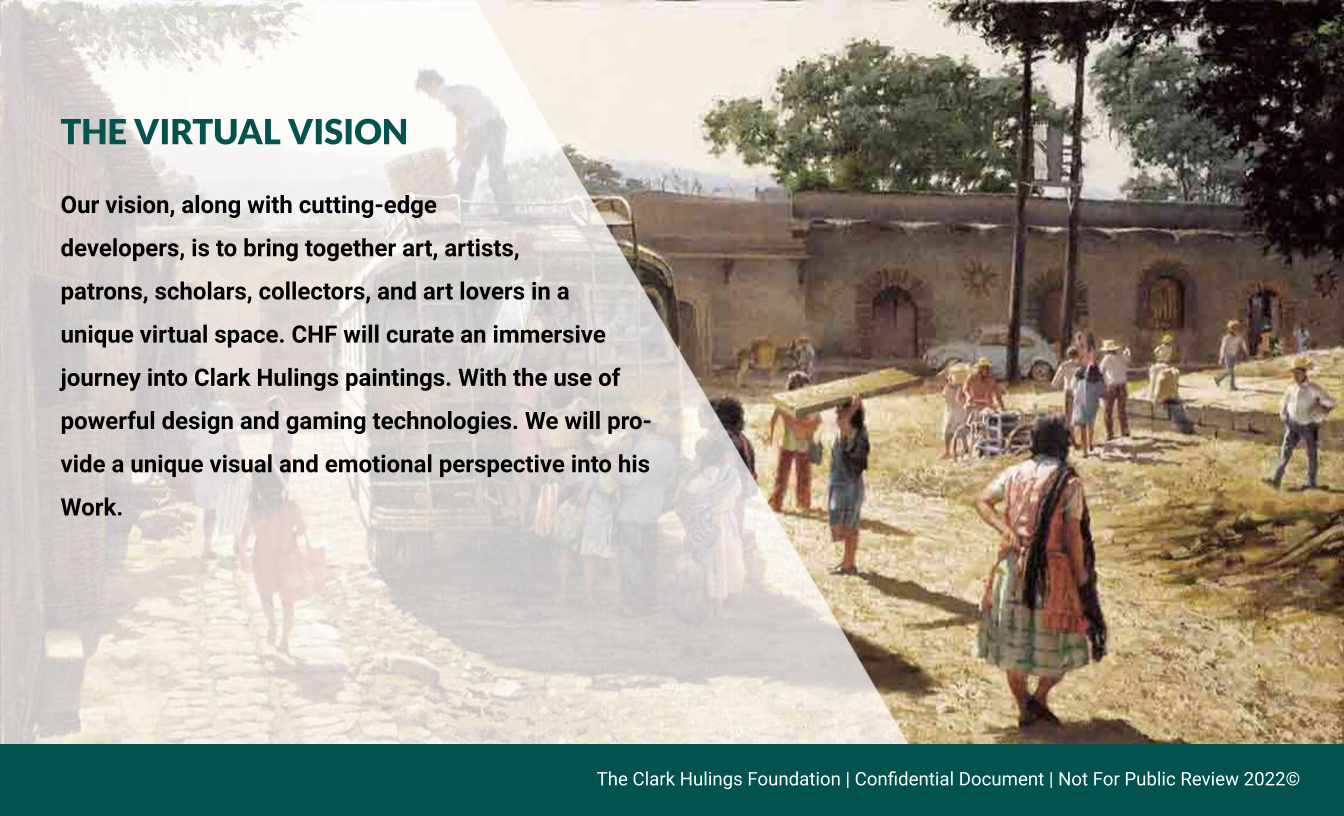 THE VIRTUAL VISION
Our vision, along with cutting-edge
developers, is to bring together art, artists,
patrons, scholars, collectors, and art lovers in a
unique virtual space. CHF will curate an immersive
journey into Clark Hulings paintings. With the use of
powerful design and gaming technologies. We will pro-
vide a unique visual and emotional perspective into his
Work.
The Clark Hulings Foundation | Confidential Document | Not For Public Review 2022©